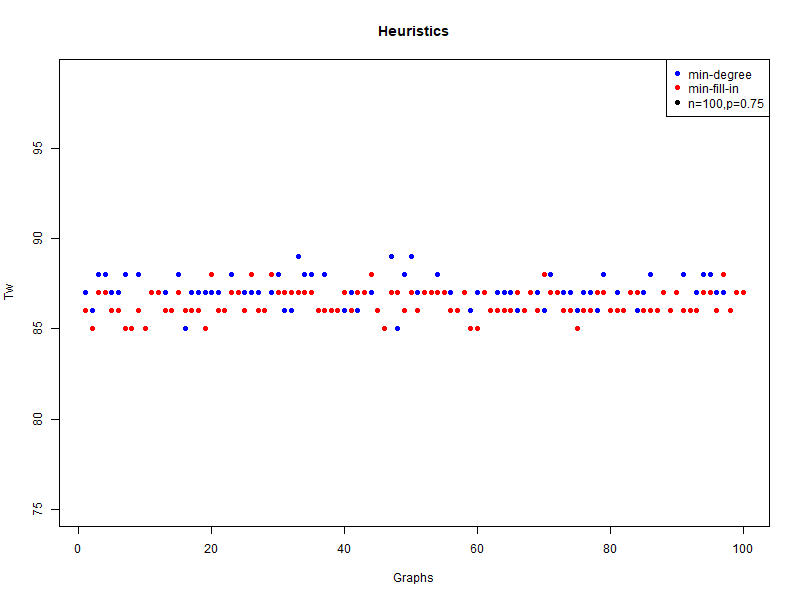 Heuristics
min-degree
min-fill-in
n=100,p=0.75
Tw
95
90
85
80
75
0 20 40 60 80 100
Graphs